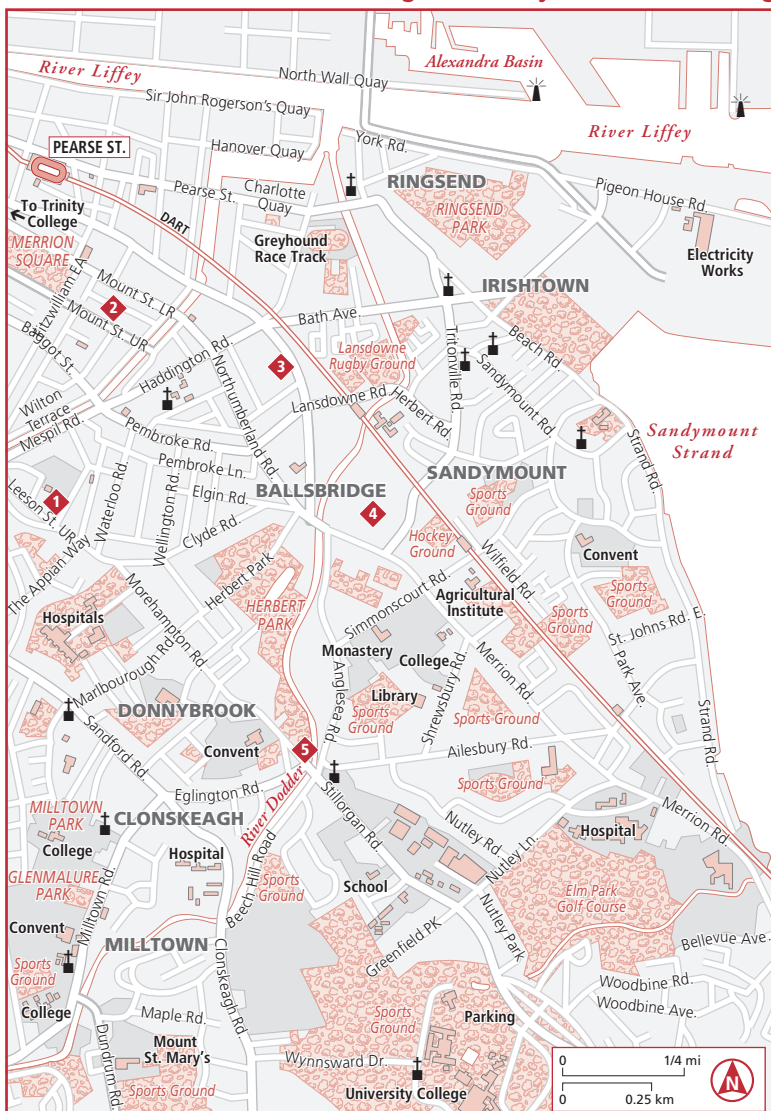 River Liffey
North Wall Quay
Alexandra Basin
Sir John Rogerson's Quay
River Liffey
Hanover Quay
York Rd.
PEARSE ST.
Pearse St.
Charlotte
Quay
RINGSEND
Pigeon House Rd.
To Trinity
College
DART
RINGSEND
PARK
MERRION
SQUARE
Greyhound
Race Track
Electricity
Works
Fitzwilliam EA
Mount St. LR
IRISHTOWN
2
Mount St. UR
Bath Ave.
Baggot St.
Haddington Rd.
Beach Rd.
3
Lansdowne
Rugby Ground
Tritonville Rd.
Sandymount Rd.
Northumberland Rd.
Wilton
Terrace
Mespil Rd.
Lansdowne Rd.
Herbert Rd.
Strand Rd.
Sandymount
Strand
Pembroke Rd.
Pembroke Ln.
SANDYMOUNT
1
Leeson St. UR
Waterloo Rd.
Wellington Rd.
Elgin Rd.
BALLSBRIDGE
Sports
Ground
4
Clyde Rd.
Hockey
Ground
Wilfield Rd.
Convent
The Appian Way
Morehampton Rd.
Herbert Park
HERBERT
PARK
Simmonscourt Rd.
Agricultural
Institute
Sports
Ground
Sports
Ground
Hospitals
St. Johns Rd. E.
Monastery
College
Merrion Rd.
Park Ave.
Marlbourough Rd.
Anglesea Rd.
Library
Shrewsbury Rd.
DONNYBROOK
Sports
Ground
Sports Ground
Strand Rd.
Sandford Rd.
Convent
5
Ailesbury Rd.
Eglington Rd.
River Dodder
Stillorgan Rd.
Sports Ground
MILLTOWN
PARK
CLONSKEAGH
Nutley Rd.
Merrion Rd.
College
Hospital
Nutley Ln.
Hospital
GLENMALURE
PARK
Milltown Rd.
Beech Hill Road
Sports
Ground
School
Elm Park
Golf Course
Convent
Nutley Park
MILLTOWN
Greenfield PK
Bellevue Ave.
Sports
Ground
Clonskeagh Rd.
Woodbine Rd.
Woodbine Ave.
College
Maple Rd.
Sports
Ground
Parking
Dundrum Rd.
Mount
St. Mary's
Wynnsward Dr.
Sports Ground
University College
0
1/4 mi
0
0.25 km
N